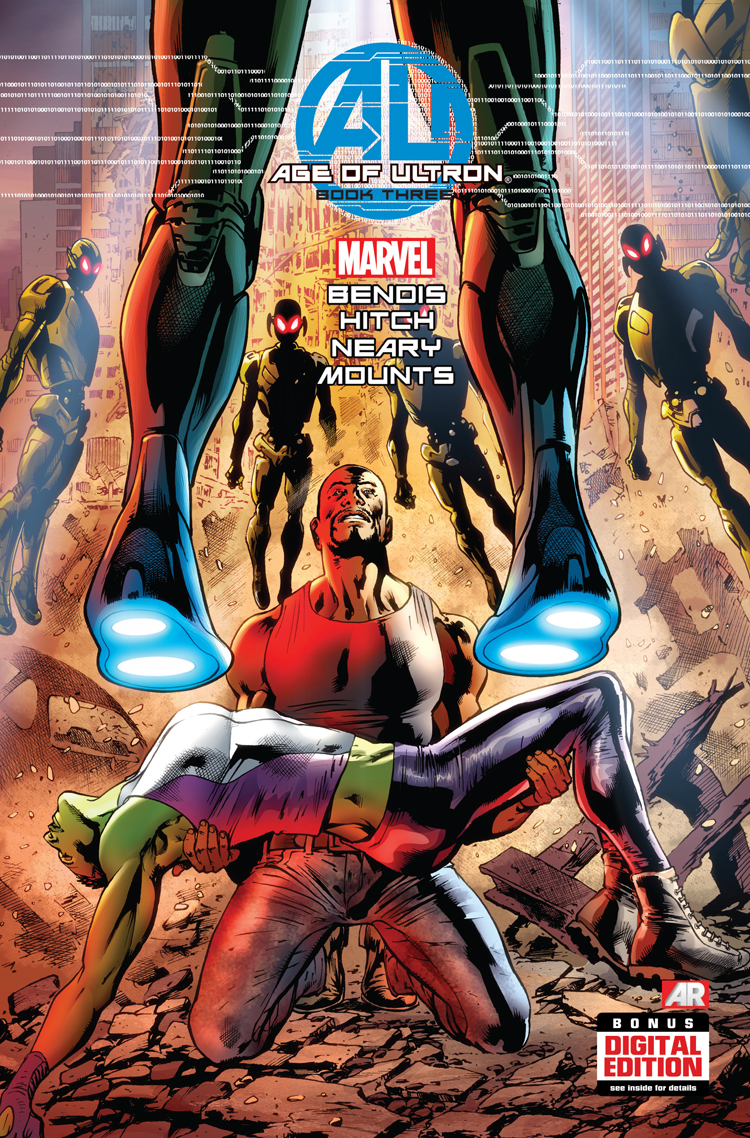 AU
AGE OF ULTRON®
BOOK THREE
MARVEL
BENDIS
HITCH
NEARY
MOUNTS
AR
BONUS
DIGITAL
EDITION
see inside for details